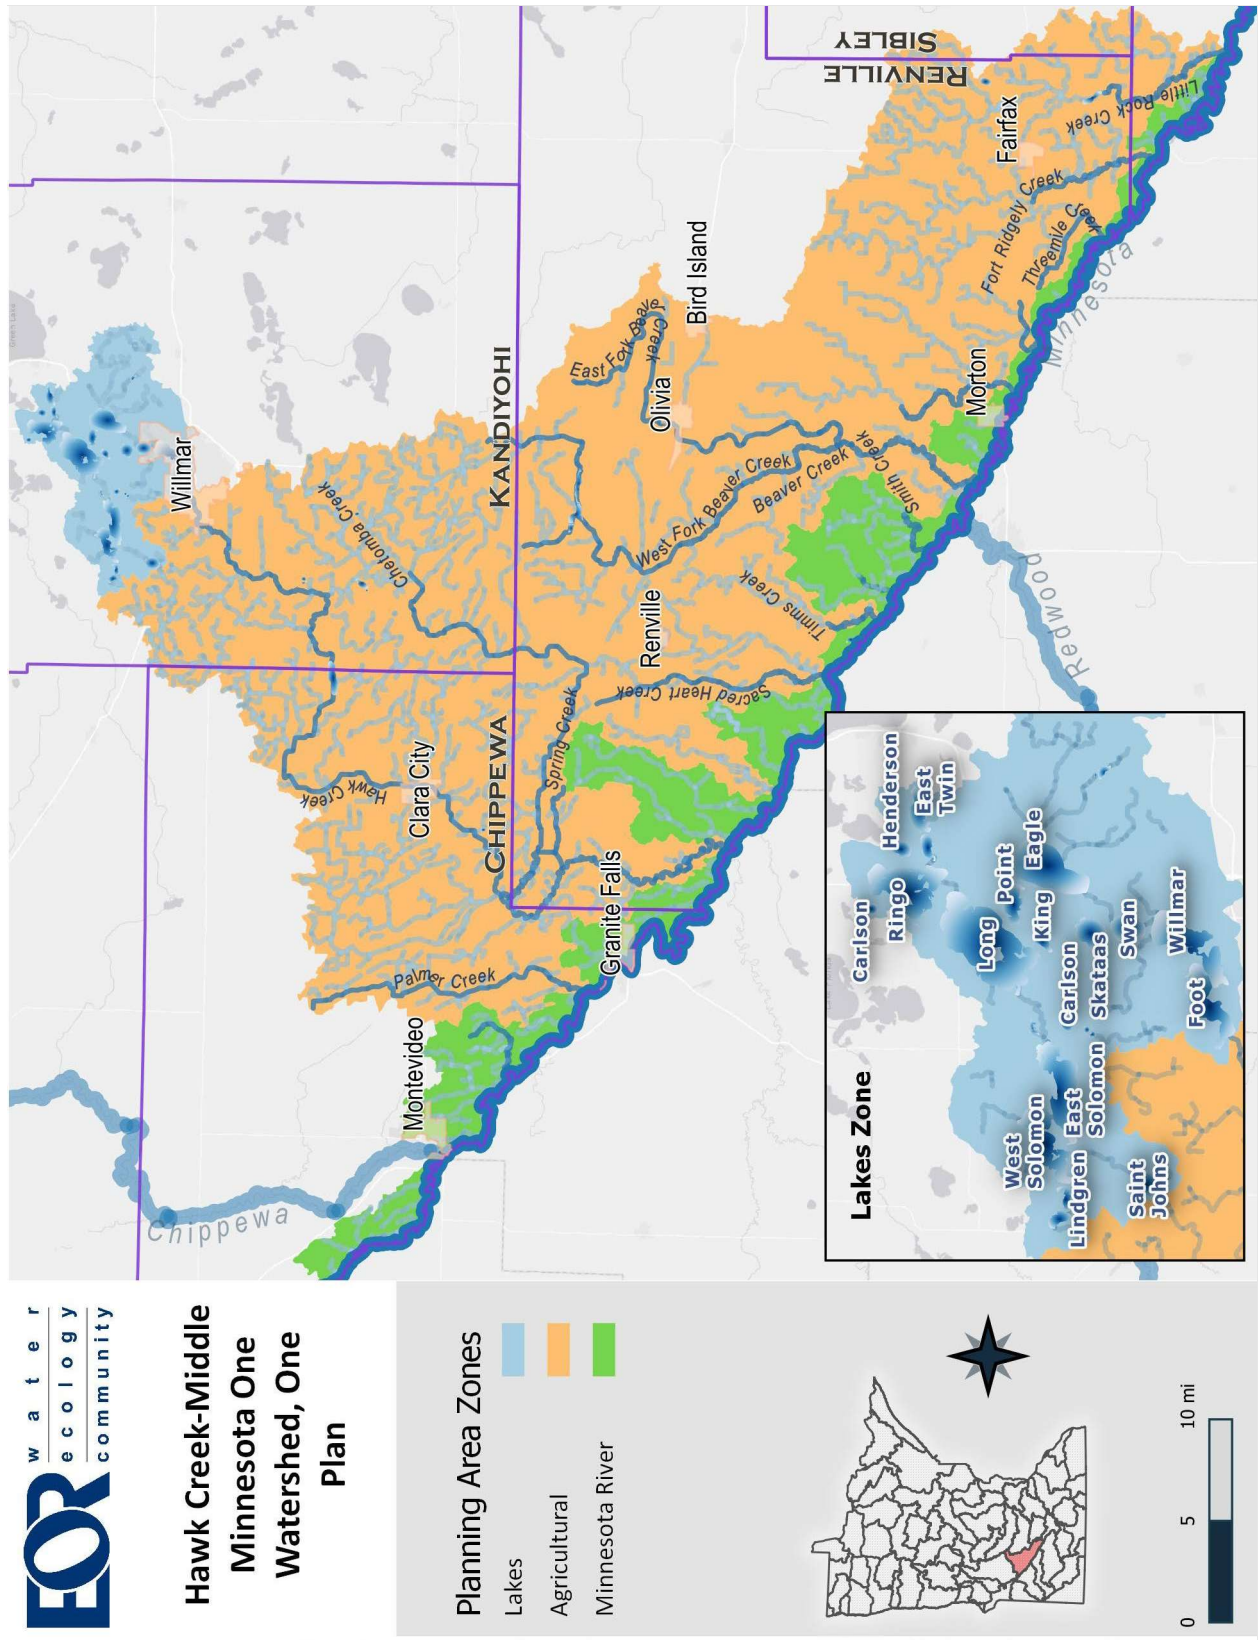 EOR
water
ecology
community
Hawk Creek-Middle
Minnesota One
Watershed, One
Plan
Planning Area Zones
Lakes
Agricultural
Minnesota River
0 5 10 mi
Chippewa
Montevideo
Palmer Creek
Granite Falls
Hawk Creek
Clara City
CHIPPEWA
Spring Creek
Sacred Heart Creek
Renville
Timms Creek
Chetomba Creek
Willmar
KANDIYOHI
West Fork Beaver Creek
Beaver Creek
Smith Creek
East Fork Beaver Creek
Olivia
Bird Island
Morton
Redwood
Minnesota
Threemile Creek
Fort Ridgely Creek
Fairfax
Little Rock Creek
RENVILLE
SIBLEY
Lakes Zone
Carlson
Ringo
Henderson
East
Twin
Long
Point
King
Eagle
Carlson
Skataas
Swan
Willmar
Foot
West
Solomon
East
Solomon
Lindgren
Saint
Johns